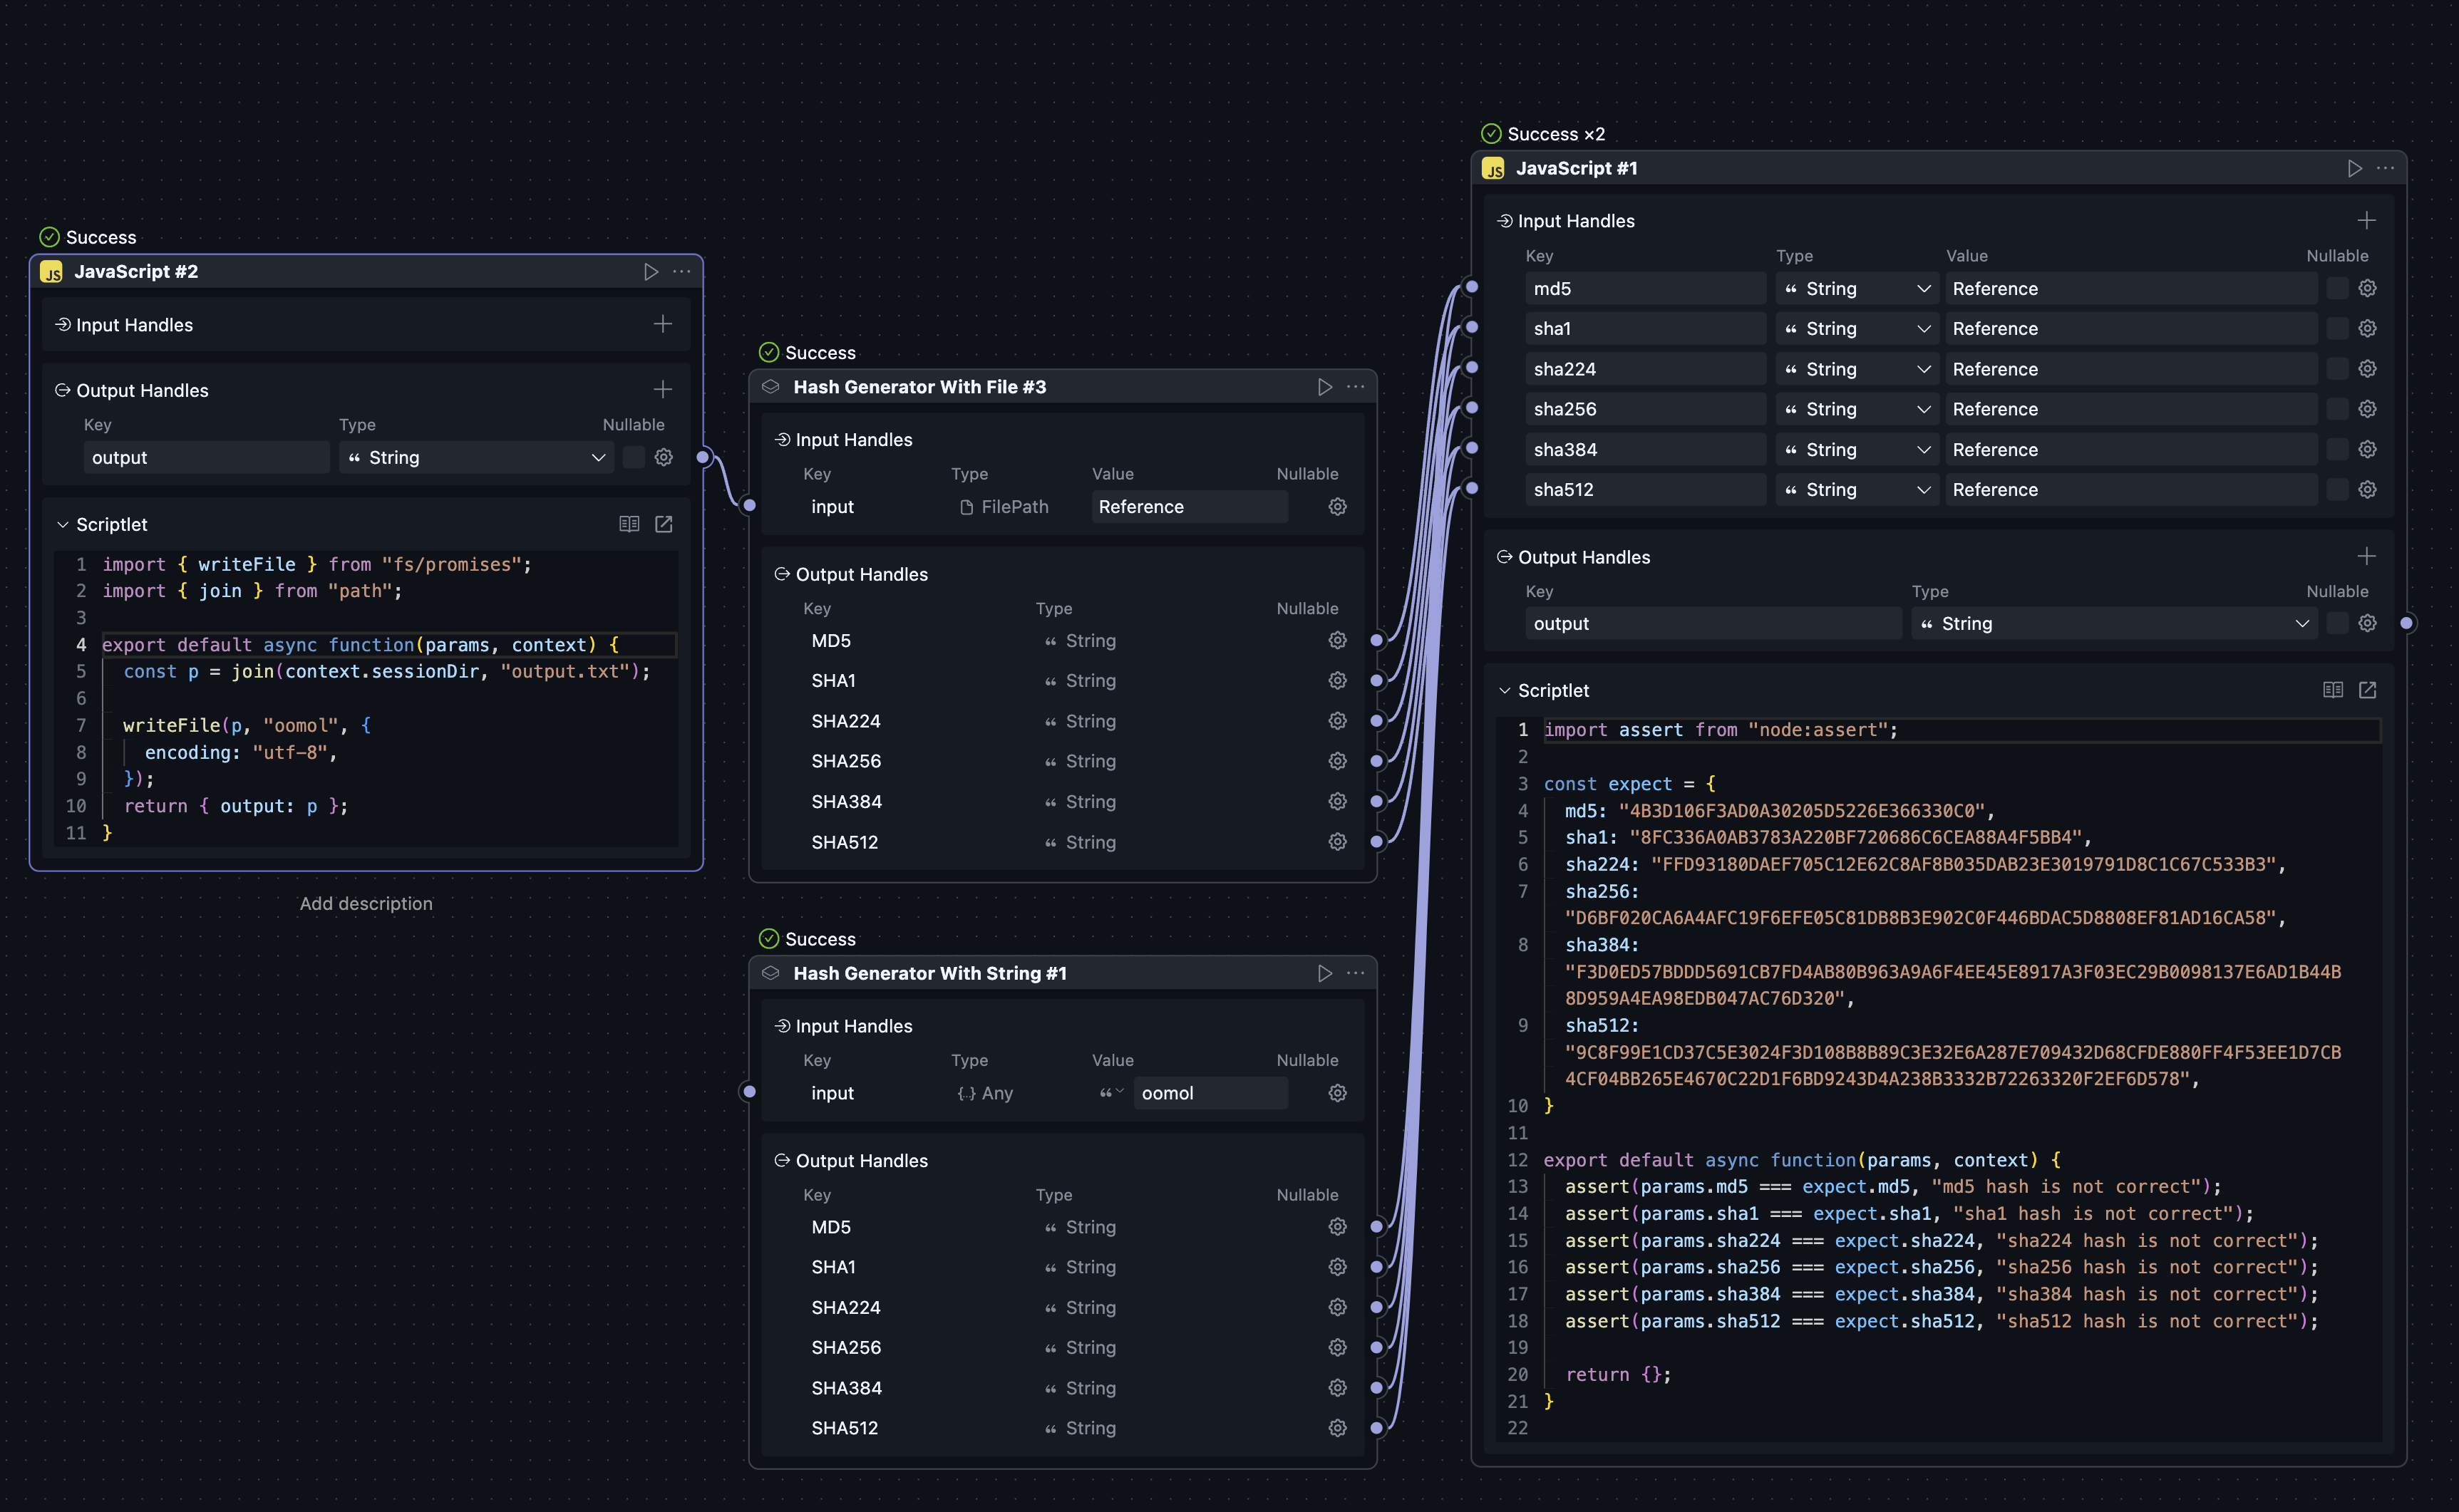 Success
JavaScript #2
Input Handles
Output Handles
Key Type Nullable
output String
Scriptlet
1 import { writeFile } from "fs/promises";
2 import { join } from "path";
3
4 export default async function(params, context) {
5 const p = join(context.sessionDir, "output.txt");
6
7 writeFile(p, "oomol", {
8 encoding: "utf-8",
9 });
10 return { output: p };
11 }
Add description
Success
Hash Generator With File #3
Input Handles
Key Type Value Nullable
input FilePath Reference
Output Handles
Key Type Nullable
MD5 String
SHA1 String
SHA224 String
SHA256 String
SHA384 String
SHA512 String
Success
Hash Generator With String #1
Input Handles
Key Type Value Nullable
input Any oomol
Output Handles
Key Type Nullable
MD5 String
SHA1 String
SHA224 String
SHA256 String
SHA384 String
SHA512 String
Success ×2
JavaScript #1
Input Handles
Key Type Value Nullable
md5 String Reference
sha1 String Reference
sha224 String Reference
sha256 String Reference
sha384 String Reference
sha512 String Reference
Output Handles
Key Type Nullable
output String
Scriptlet
1 import assert from "node:assert";
2
3 const expect = {
4 md5: "4B3D106F3AD0A30205D5226E366330C0",
5 sha1: "8FC336A0AB3783A220BF720686C6CEA88A4F5BB4",
6 sha224: "FFD93180DAEF705C12E62C8AF8B035DAB23E3019791D8C1C67C533B3",
7 sha256:
"D6BF020CA6A4AFC19F6EFE05C81DB8B3E902C0F446BDAC5D8808EF81AD16CA58",
8 sha384:
"F3D0ED57BDDD5691CB7FD4AB80B963A9A6F4EE45E8917A3F03EC29B0098137E6AD1B44B
8D959A4EA98EDB047AC76D320",
9 sha512:
"9C8F99E1CD37C5E3024F3D108B8B89C3E32E6A287E709432D68CFDE880FF4F53EE1D7CB
4CF04BB265E4670C22D1F6BD9243D4A238B3332B72263320F2EF6D578",
10 }
11
12 export default async function(params, context) {
13 assert(params.md5 === expect.md5, "md5 hash is not correct");
14 assert(params.sha1 === expect.sha1, "sha1 hash is not correct");
15 assert(params.sha224 === expect.sha224, "sha224 hash is not correct");
16 assert(params.sha256 === expect.sha256, "sha256 hash is not correct");
17 assert(params.sha384 === expect.sha384, "sha384 hash is not correct");
18 assert(params.sha512 === expect.sha512, "sha512 hash is not correct");
19
20 return {};
21 }
22